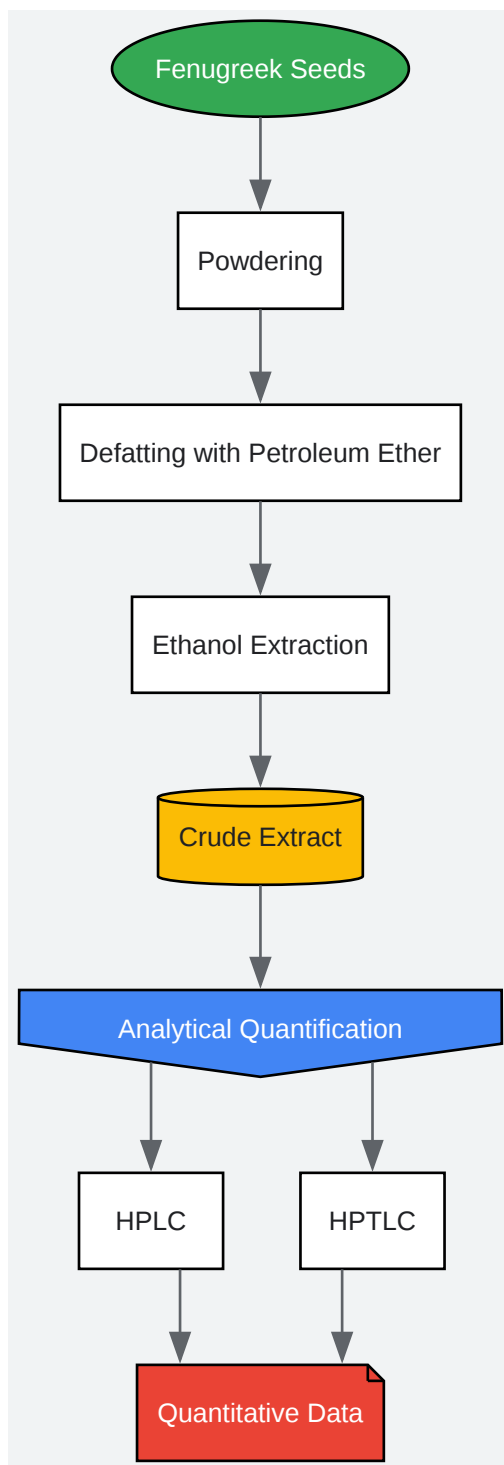 Fenugreek Seeds
Powdering
Defatting with Petroleum Ether
Ethanol Extraction
Crude Extract
Analytical Quantification
HPLC
HPTLC
Quantitative Data